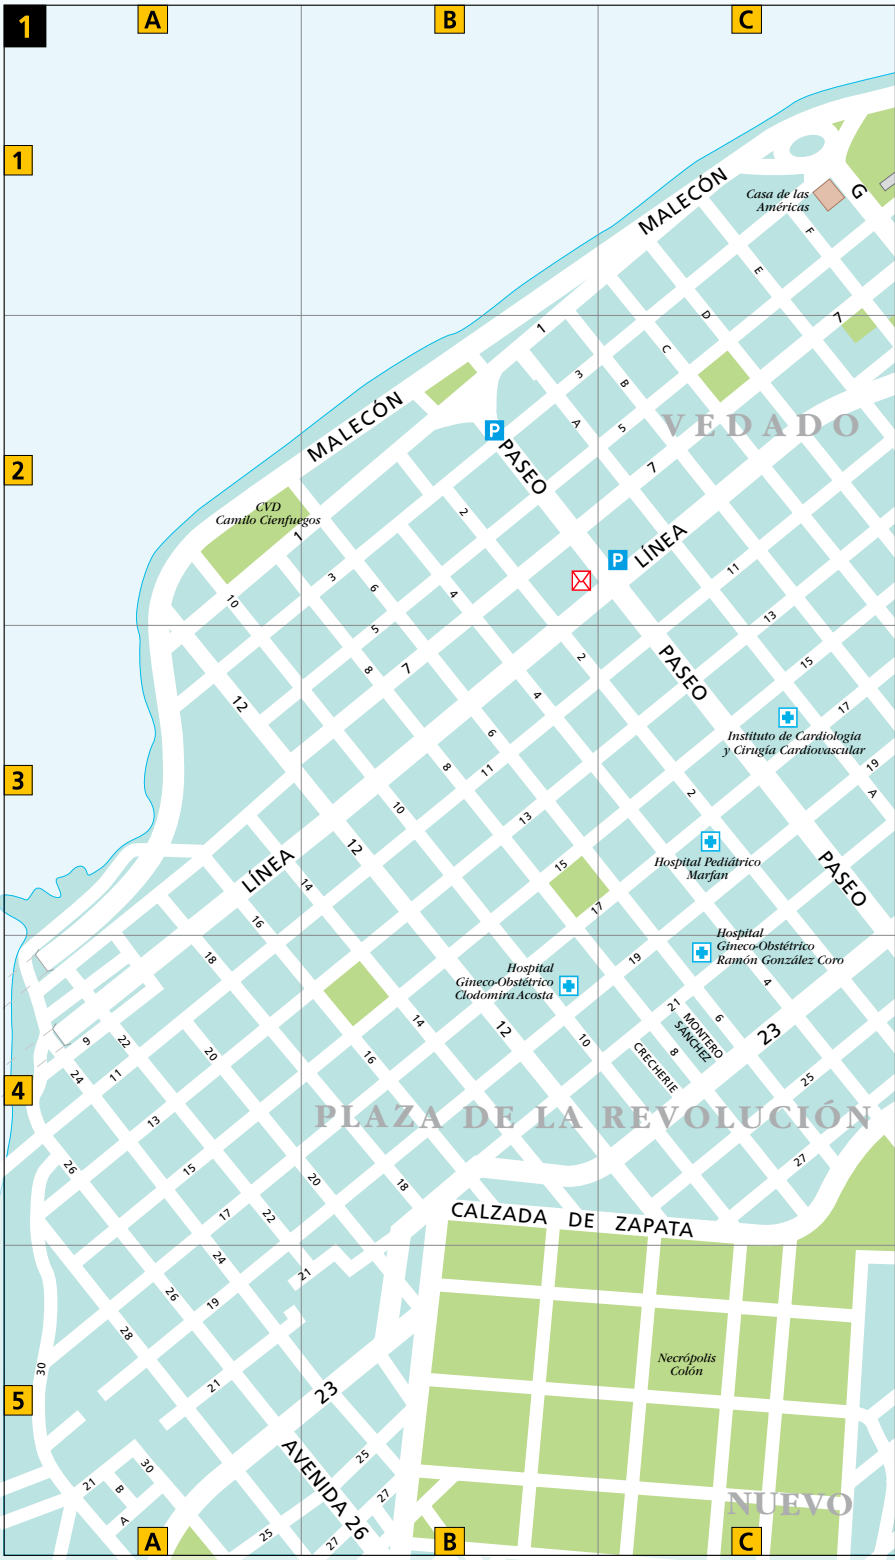 1
A
B
C
1
MALECÓN
Casa de las
Américas
G
F
E
D
7
1
C
3
B
MALECÓN
A
5
VEDADO
P
PASEO
7
2
CVD
Camilo Cienfuegos
2
1
LÍNEA
P
11
3
6
4
10
13
5
2
PASEO
15
8
7
4
12
17
6
Instituto de Cardiologia
y Cirugía Cardiovascular
3
8
11
19
A
2
10
13
12
Hospital Pediátrico
Marfan
PASEO
LÍNEA
14
15
17
16
18
Hospital
Gineco-Obstétrico
Ramón González Coro
19
Hospital
Gineco-Obstétrico
Clodomira Acosta
4
21
6
14
12
MONTERO
SÁNCHEZ
23
9
22
20
16
10
8
CRECHERIE
4
24
11
25
13
PLAZA DE LA REVOLUCIÓN
26
15
20
18
27
17
22
CALZADA DE ZAPATA
24
21
26
19
28
30
Necrópolis
Colón
5
21
23
25
AVENIDA 26
30
21
B
27
A
NUEVO
25
27
A
B
C